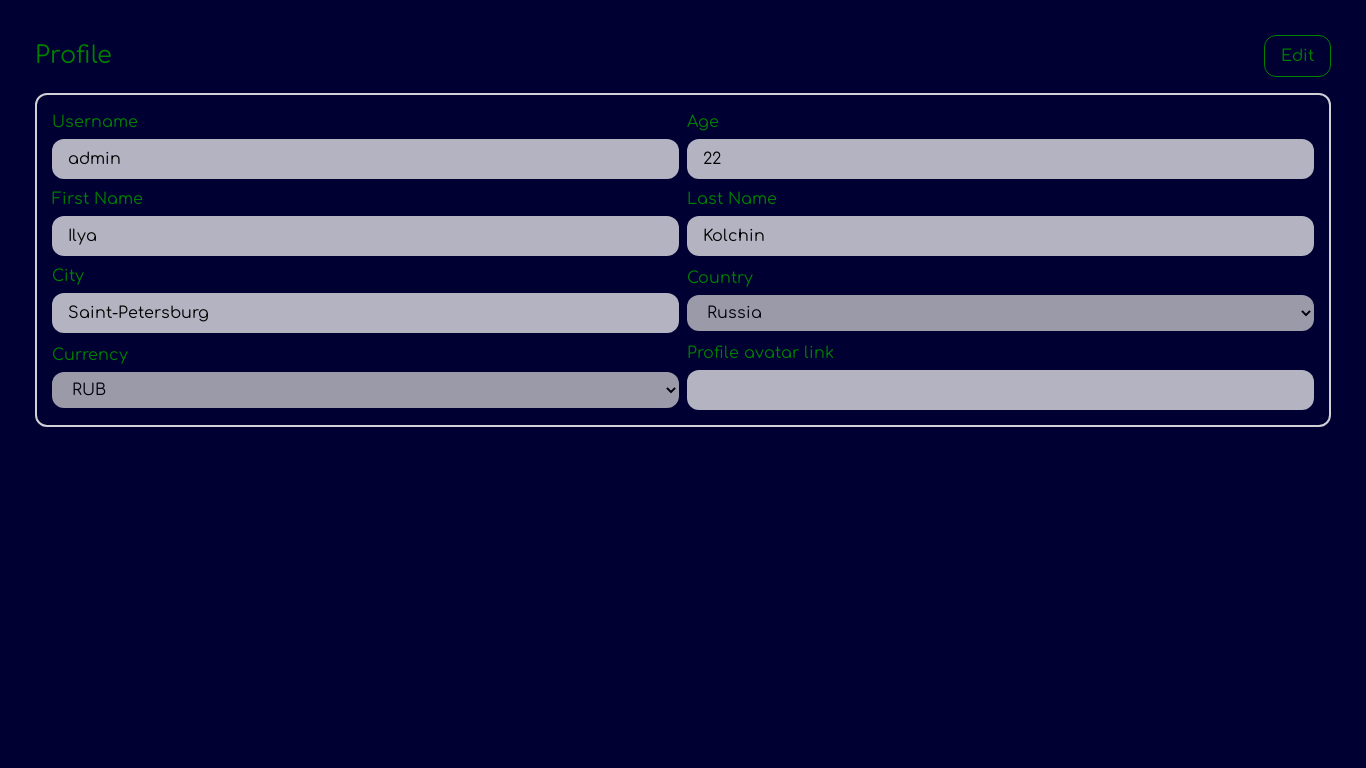 Profile
Edit
Username
Age
admin
22
First Name
Last Name
Ilya
Kolchin
City
Country
Saint-Petersburg
Russia
Currency
Profile avatar link
RUB